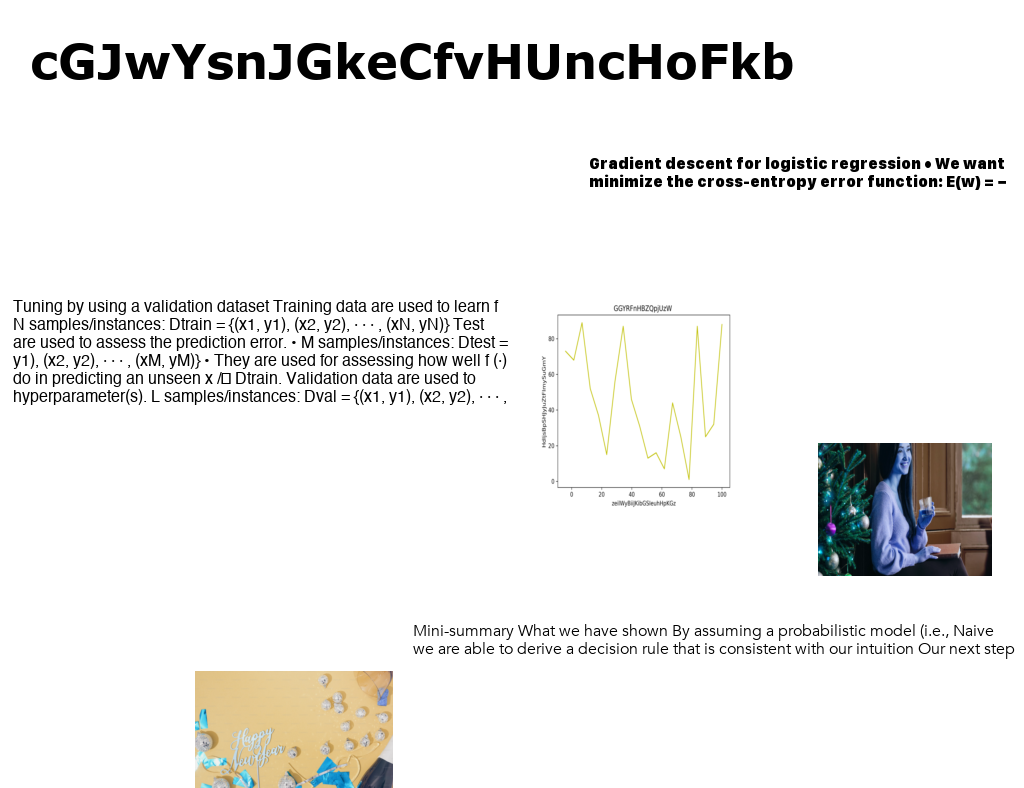 cGJwYsnJGkeCfvHUncHoFkb
Gradient descent for logistic regression • We want
minimize the cross-entropy error function: E(w) = −
Tuning by using a validation dataset Training data are used to learn f
N samples/instances: Dtrain = {(x1, y1), (x2, y2), · · · , (xN, yN)} Test
are used to assess the prediction error. • M samples/instances: Dtest =
y1), (x2, y2), · · · , (xM, yM)} • They are used for assessing how well f (·)
do in predicting an unseen x /∈ Dtrain. Validation data are used to
hyperparameter(s). L samples/instances: Dval = {(x1, y1), (x2, y2), · · · ,
GGYRFnHBZQpjUzW
80
60
40
20
0
0 20 40 60 80 100
Mini-summary What we have shown By assuming a probabilistic model (i.e., Naive
we are able to derive a decision rule that is consistent with our intuition Our next step
Happy
New Year